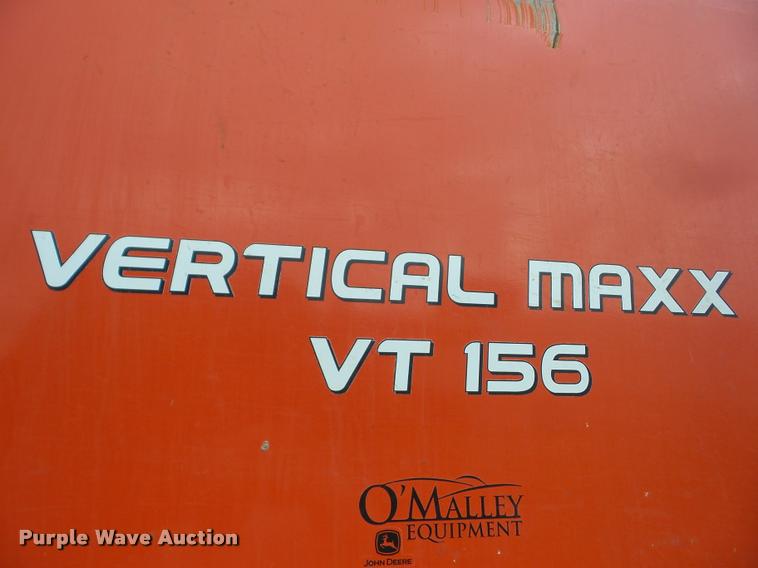 VERTICAL MAXX
VT 156
O'MALLEY
EQUIPMENT
JOHN DEERE
Purple Wave Auction